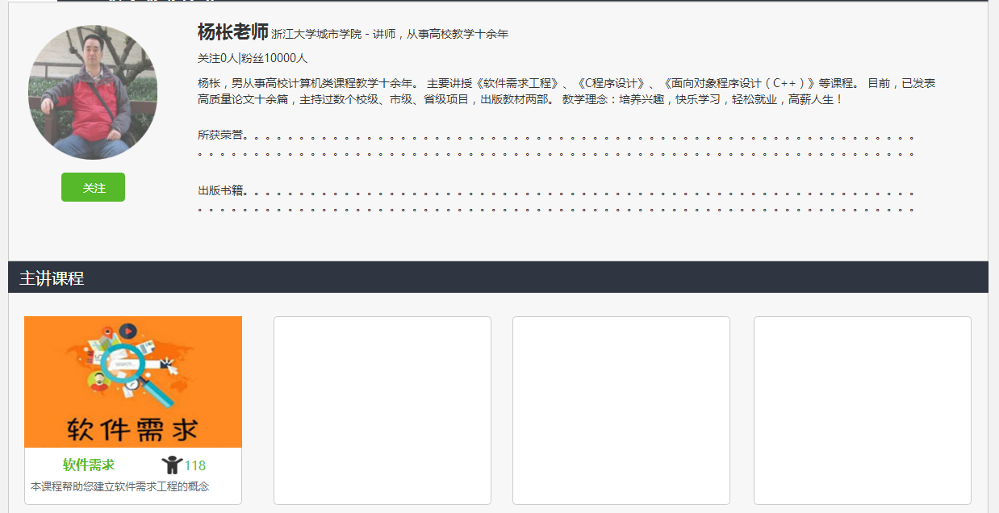 杨枨老师 浙江大学城市学院 - 讲师，从事高校教学十余年
关注0人|粉丝10000人
杨枨，男从事高校计算机类课程教学十余年。 主要讲授《软件需求工程》、《C程序设计》、《面向对象程序设计（C++）》等课程。 目前，已发表
高质量论文十余篇，主持过数个校级、市级、省级项目，出版教材两部。 教学理念：培养兴趣，快乐学习，轻松就业，高薪人生！
所获荣誉。。。。。。。。。。。。。。。。。。。。。。。。。。。。。。。。。。。。。。。。。。。。。。。。。。。。。。。。。。。
。。。。。。。。。。。。。。。。。。。。。。。。。。。。。。。。。。。。。。。。。。。。。。。。。。。。。。。。。。。。。。。。
关注
出版书籍。。。。。。。。。。。。。。。。。。。。。。。。。。。。。。。。。。。。。。。。。。。。。。。。。。。。。。。。。。。
。。。。。。。。。。。。。。。。。。。。。。。。。。。。。。。。。。。。。。。。。。。。。。。。。。。。。。。。。。。。。。。。
主讲课程
search...
软件需求
软件需求 118
本课程帮助您建立软件需求工程的概念